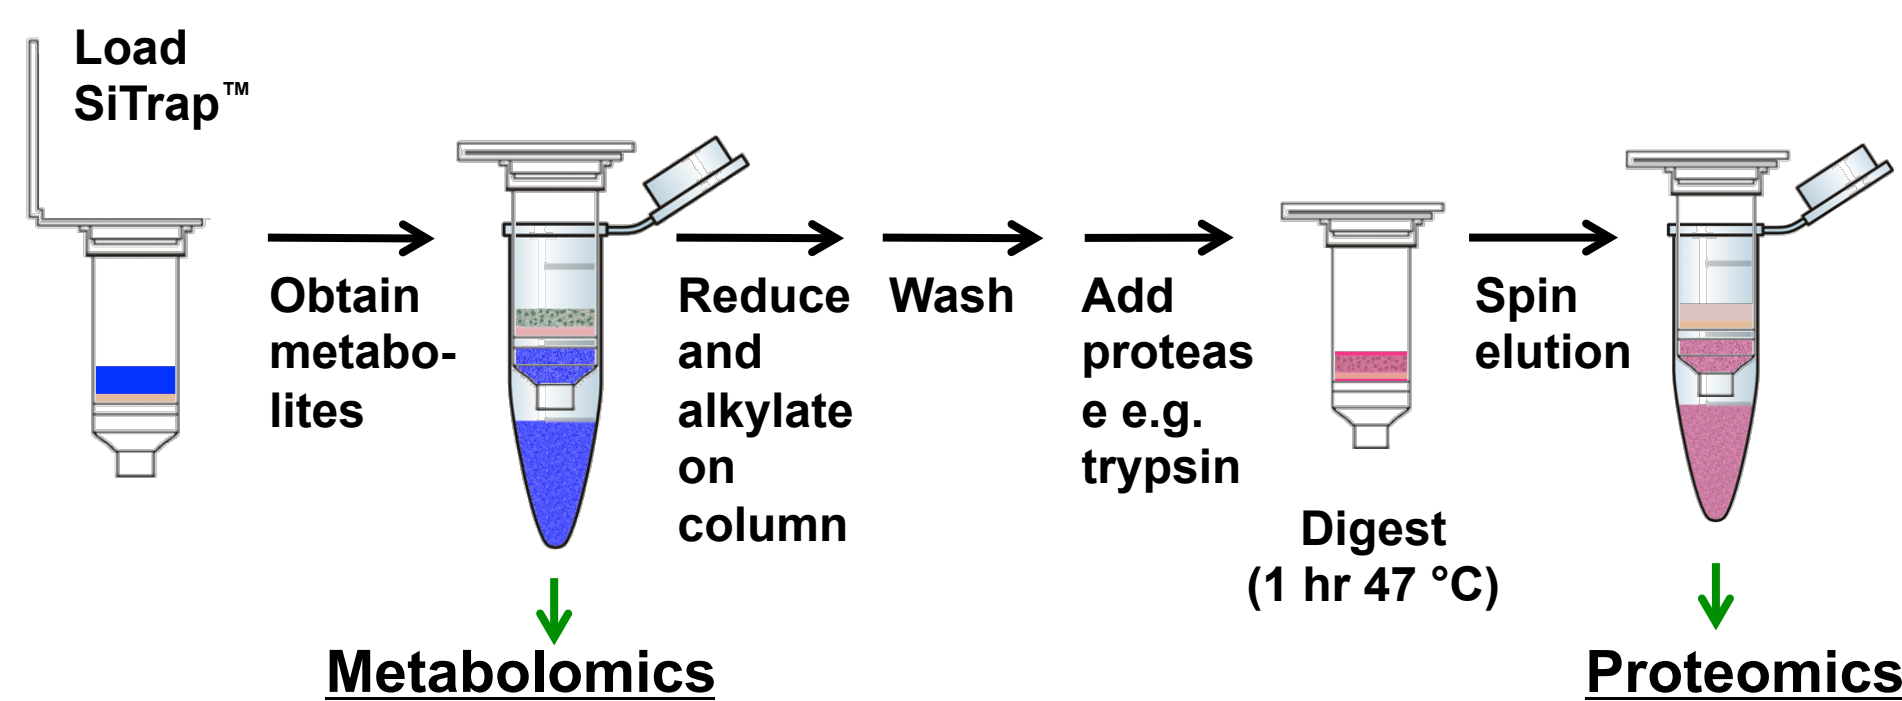 Load
SiTrap™
Obtain
metabo-
lites
Reduce
and
alkylate
on
column
Wash
Add
proteas
e e.g.
trypsin
Digest
(1 hr 47 °C)
Spin
elution
Metabolomics
Proteomics